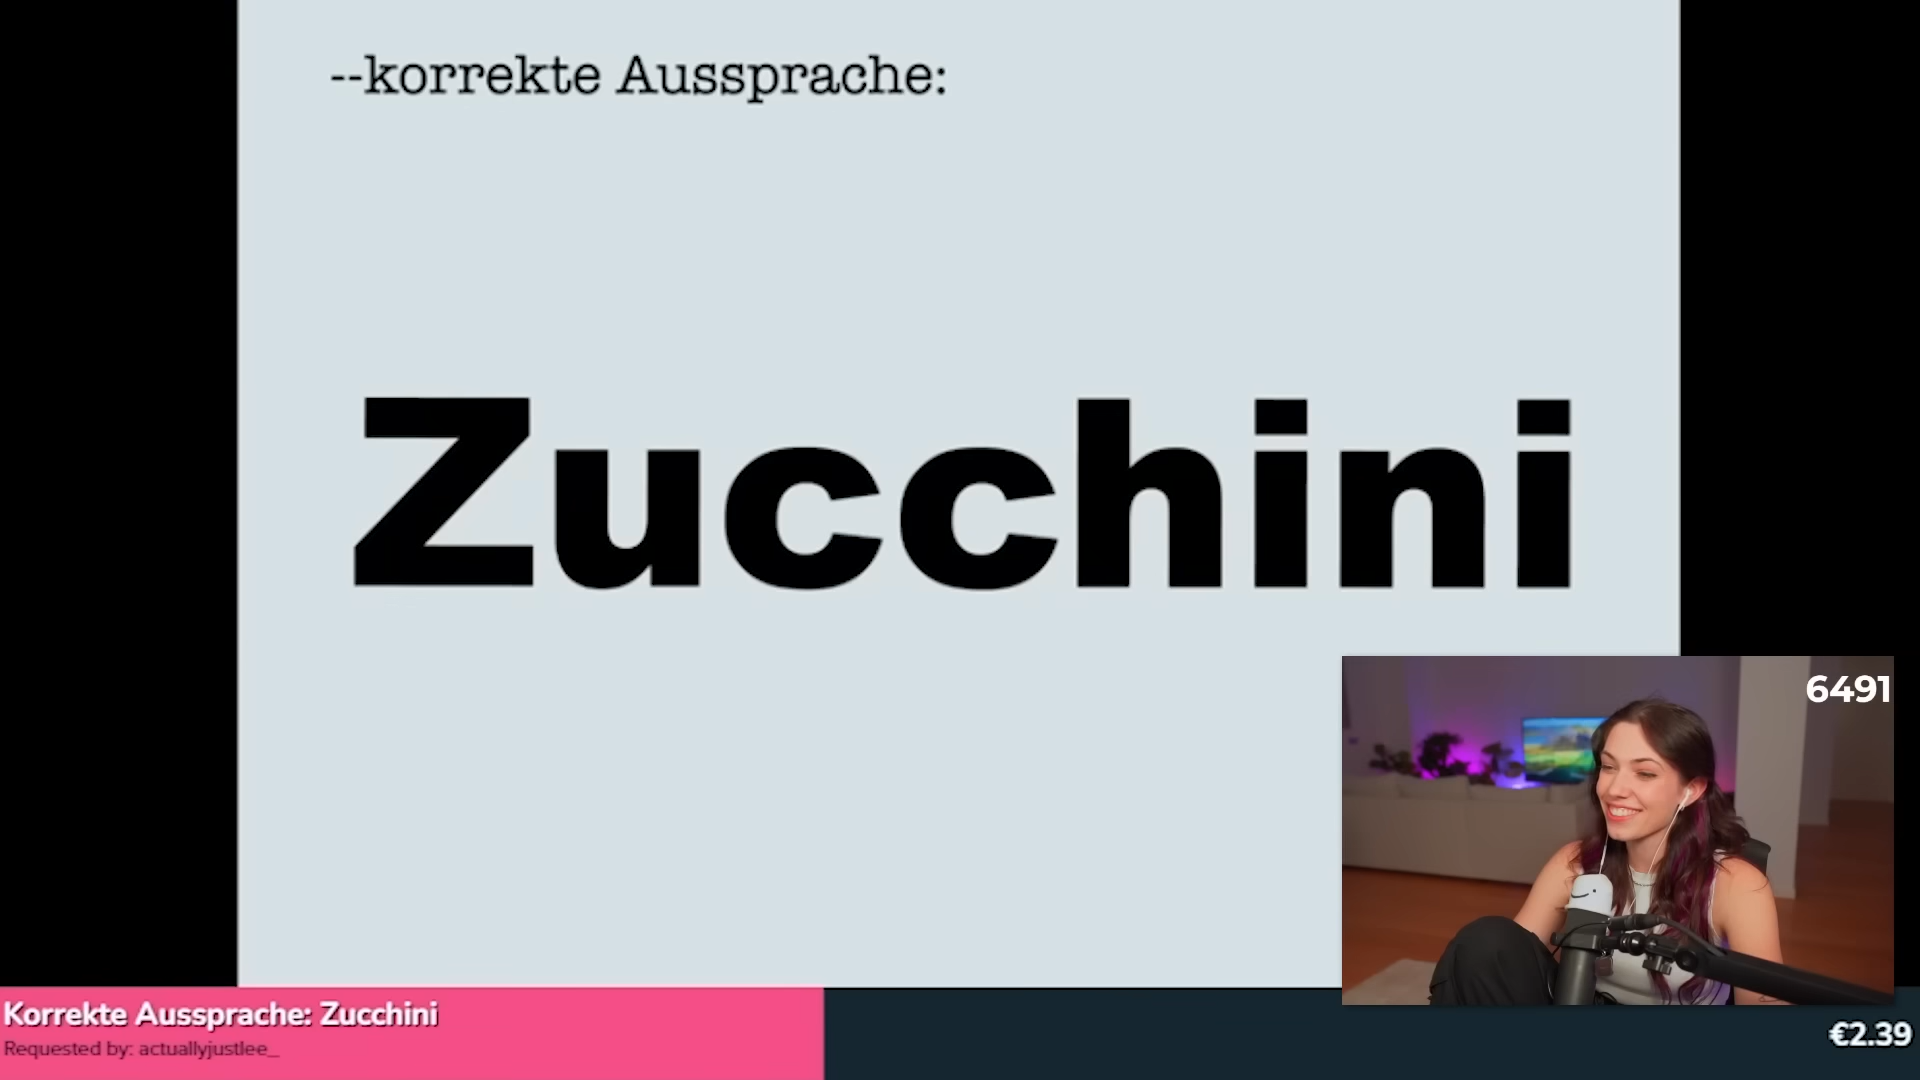 --korrekte Aussprache:
Zucchini
6491
Korrekte Aussprache: Zucchini
Requested by: actuallyjustlee_
€2.39